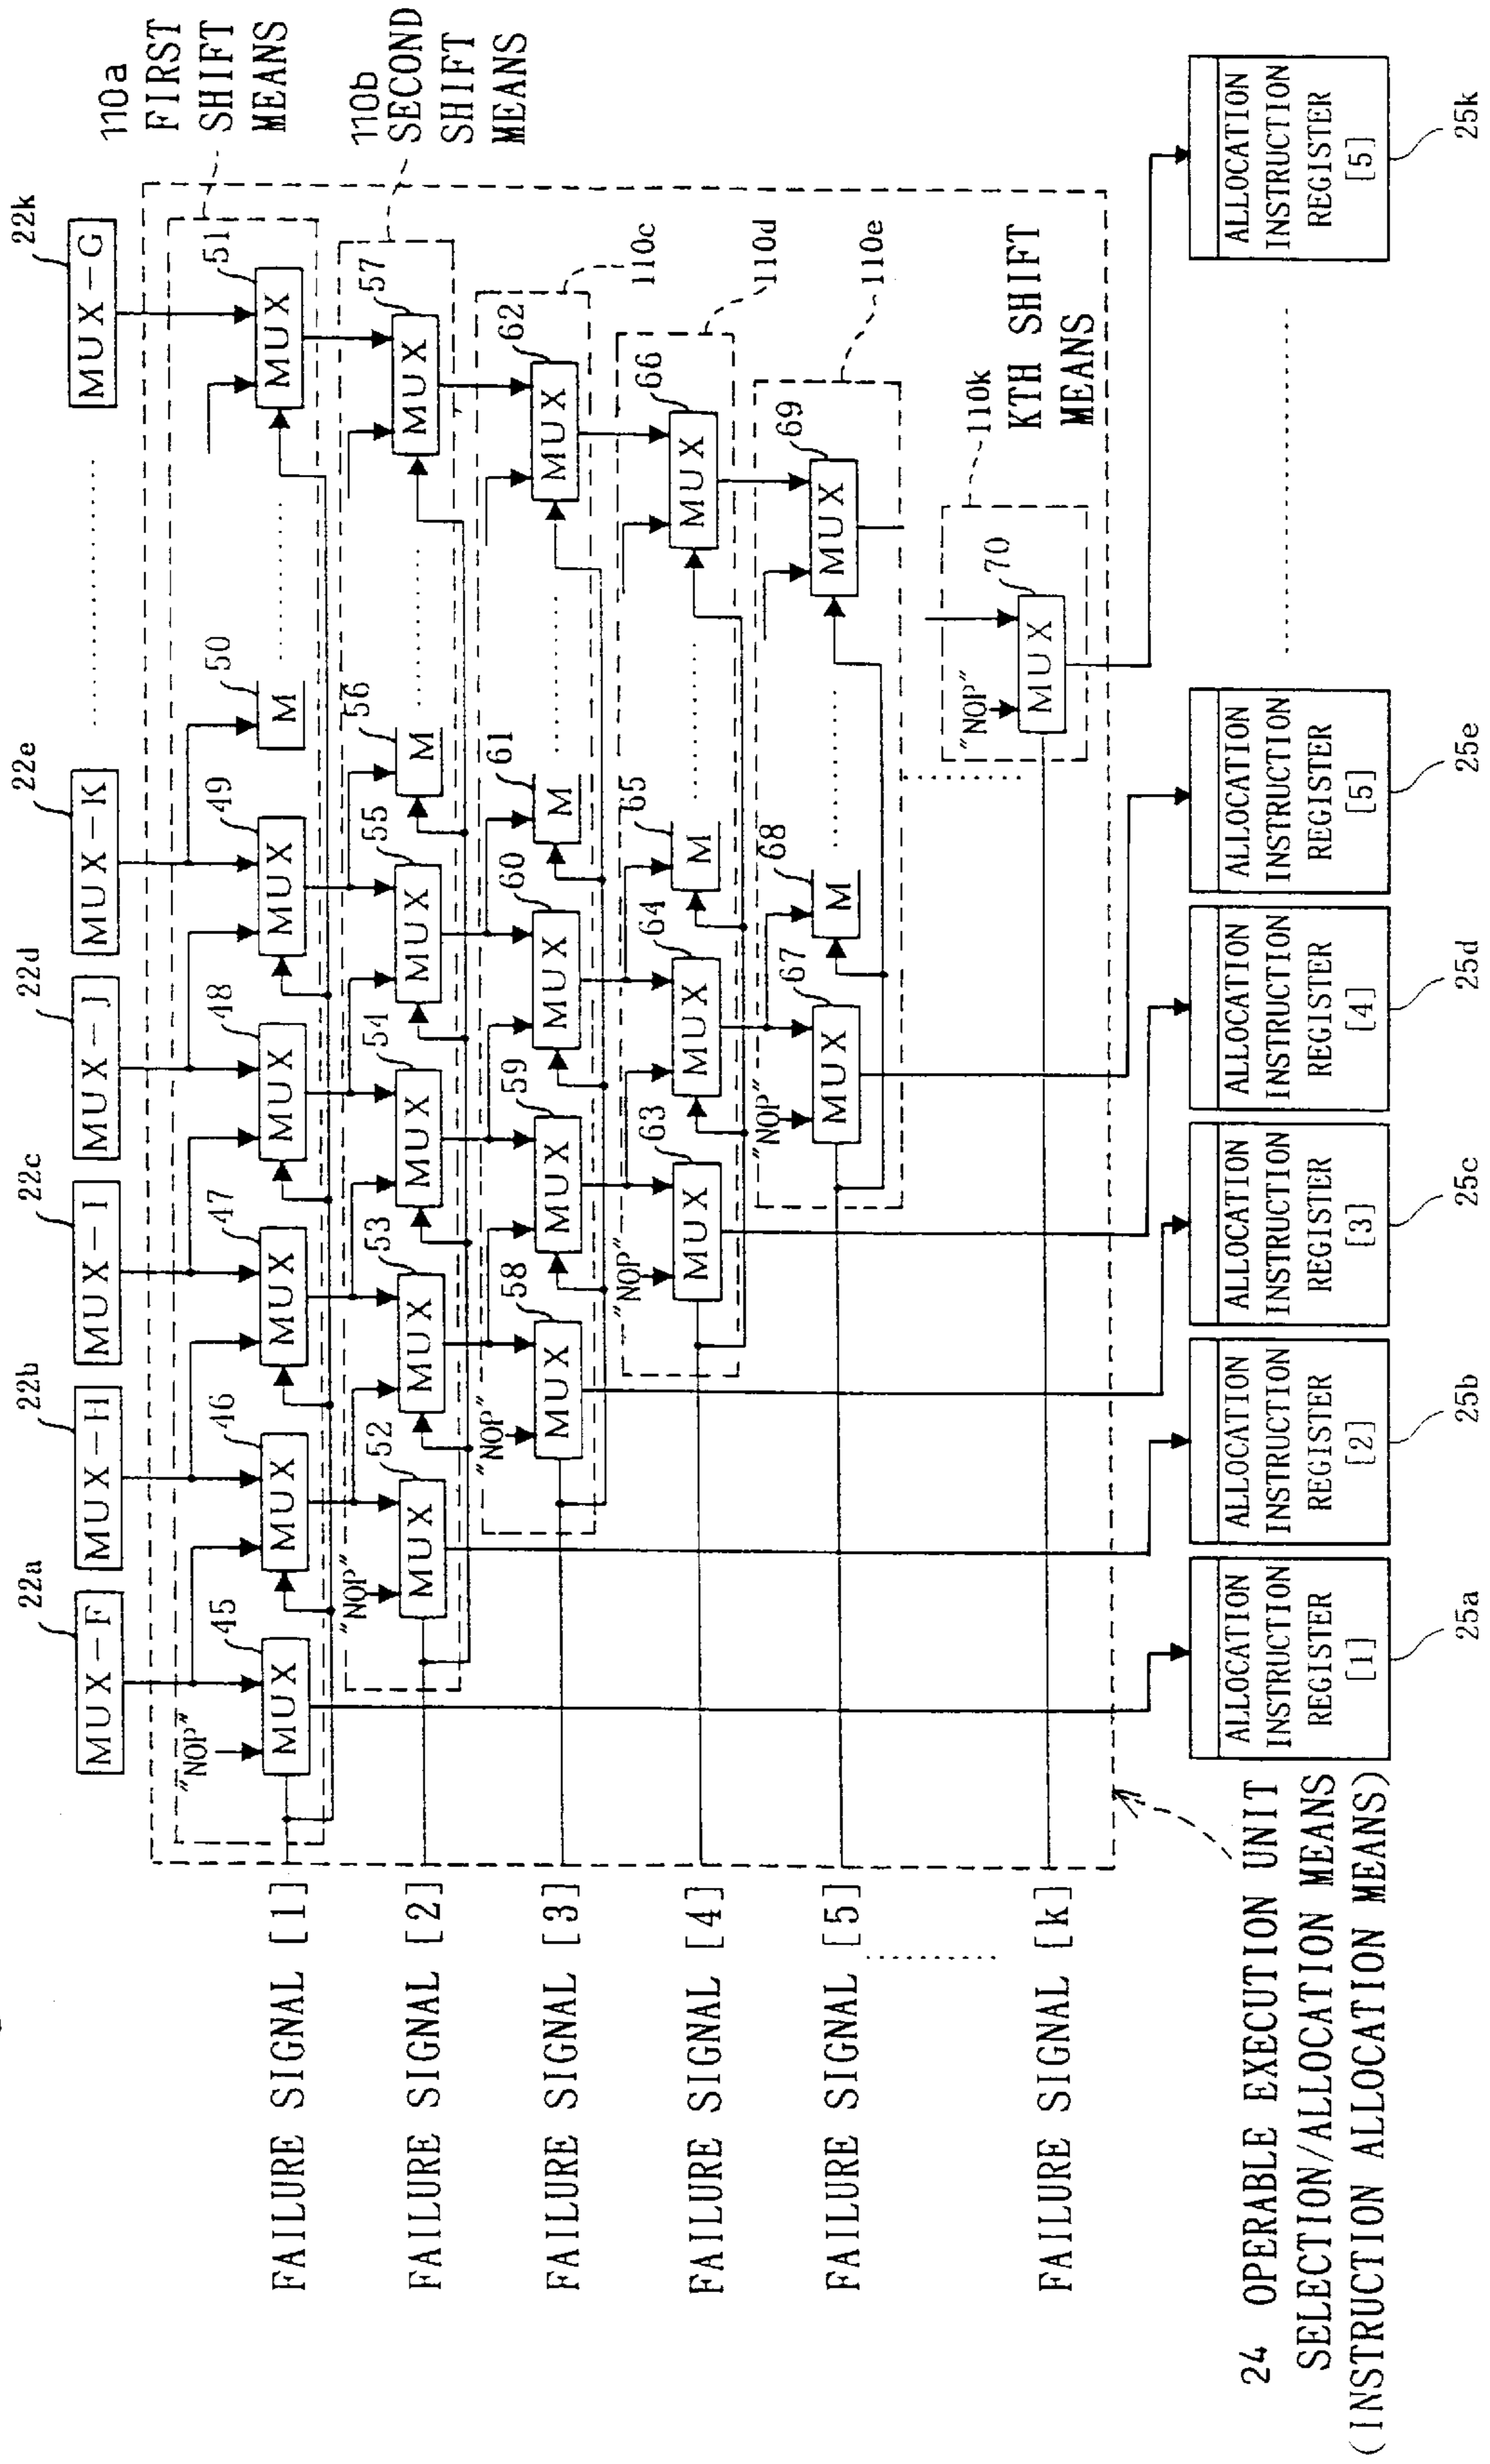 22a
22b
22c
22d
22e
22k
MUX-F
MUX-H
MUX-I
MUX-J
MUX-K
MUX-G
110a
FIRST
SHIFT
MEANS
110b
SECOND
SHIFT
MEANS
FAILURE SIGNAL [1]
"NOP"
45
MUX
46
MUX
47
MUX
48
MUX
49
MUX
50
M
51
MUX
FAILURE SIGNAL [2]
"NOP"
52
MUX
53
MUX
54
MUX
55
MUX
56
M
57
MUX
FAILURE SIGNAL [3]
"NOP"
58
MUX
59
MUX
60
MUX
61
M
62
MUX
110c
FAILURE SIGNAL [4]
"NOP"
63
MUX
64
MUX
65
M
66
MUX
110d
FAILURE SIGNAL [5]
"NOP"
67
MUX
68
M
69
MUX
110e
FAILURE SIGNAL [k]
"NOP"
70
MUX
110k
KTH SHIFT
MEANS
24 OPERABLE EXECUTION UNIT
SELECTION/ALLOCATION MEANS
(INSTRUCTION ALLOCATION MEANS)
ALLOCATION
INSTRUCTION
REGISTER
[1]
25a
ALLOCATION
INSTRUCTION
REGISTER
[2]
25b
ALLOCATION
INSTRUCTION
REGISTER
[3]
25c
ALLOCATION
INSTRUCTION
REGISTER
[4]
25d
ALLOCATION
INSTRUCTION
REGISTER
[5]
25e
ALLOCATION
INSTRUCTION
REGISTER
[5]
25k